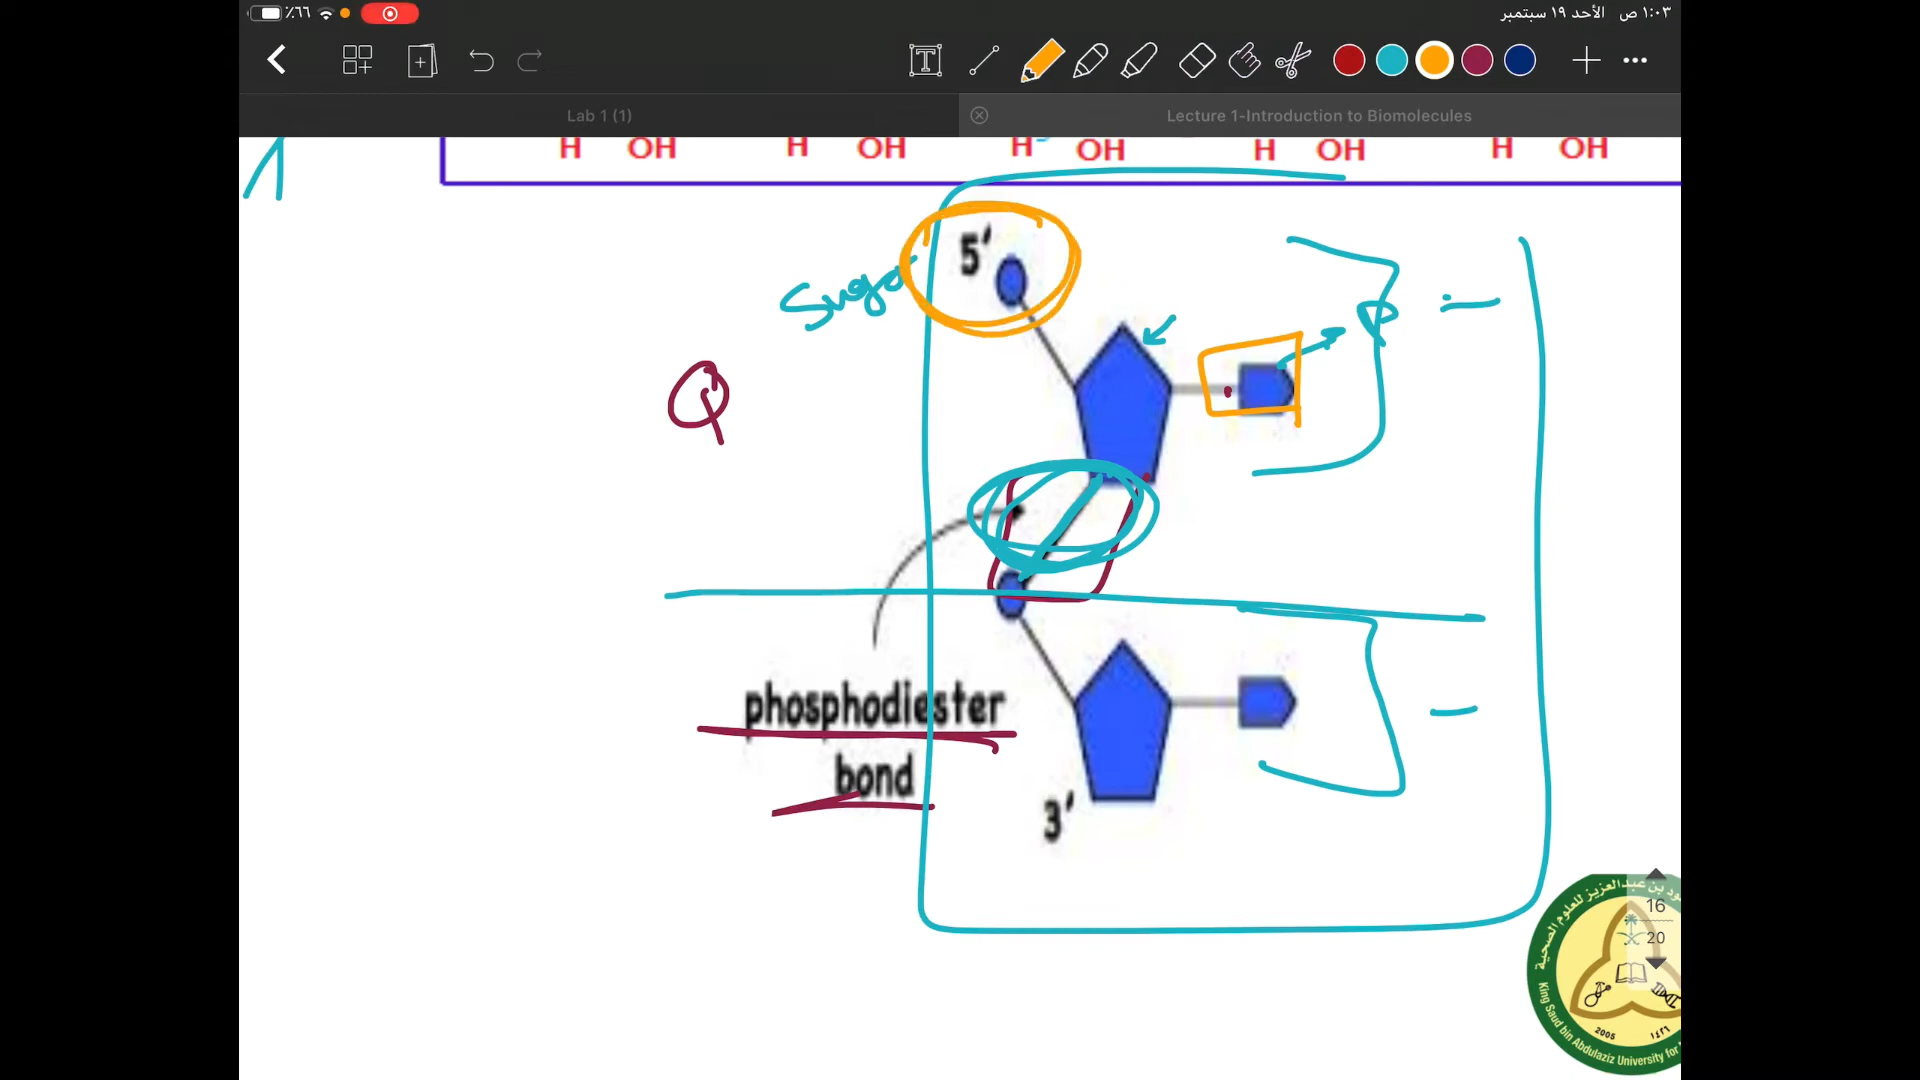 ٪٦٦
١:٠٣ ص الأحد ١٩ سبتمبر
T
Lab 1 (1)
Lecture 1-Introduction to Biomolecules
H OH H OH H OH H OH H OH
5'
Sugar
Q
phosphodiester
bond
3'
16
20
King Saud bin Abdulaziz University for
2005 ١٤٢٦